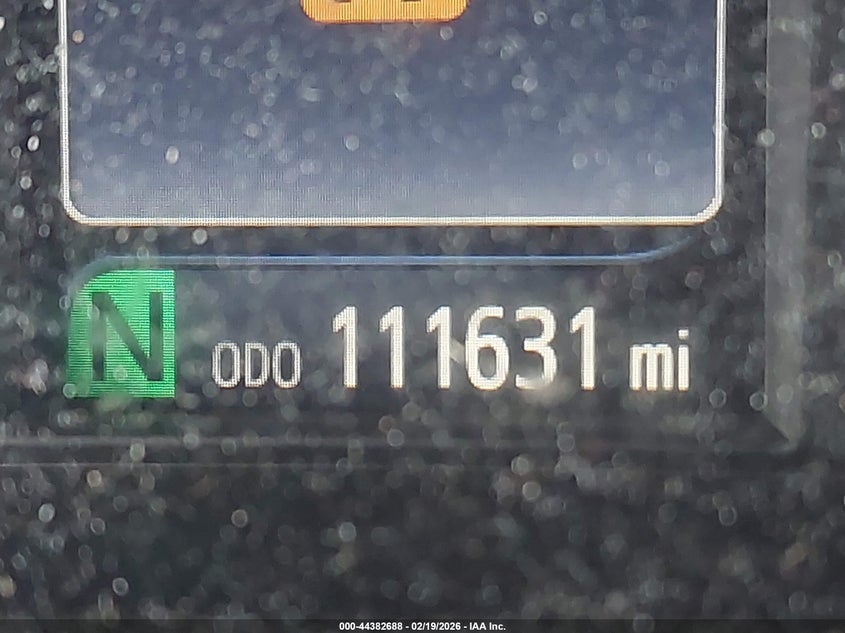 N ODO 111631 mi
000-44382688 - 02/19/2026 - IAA Inc.